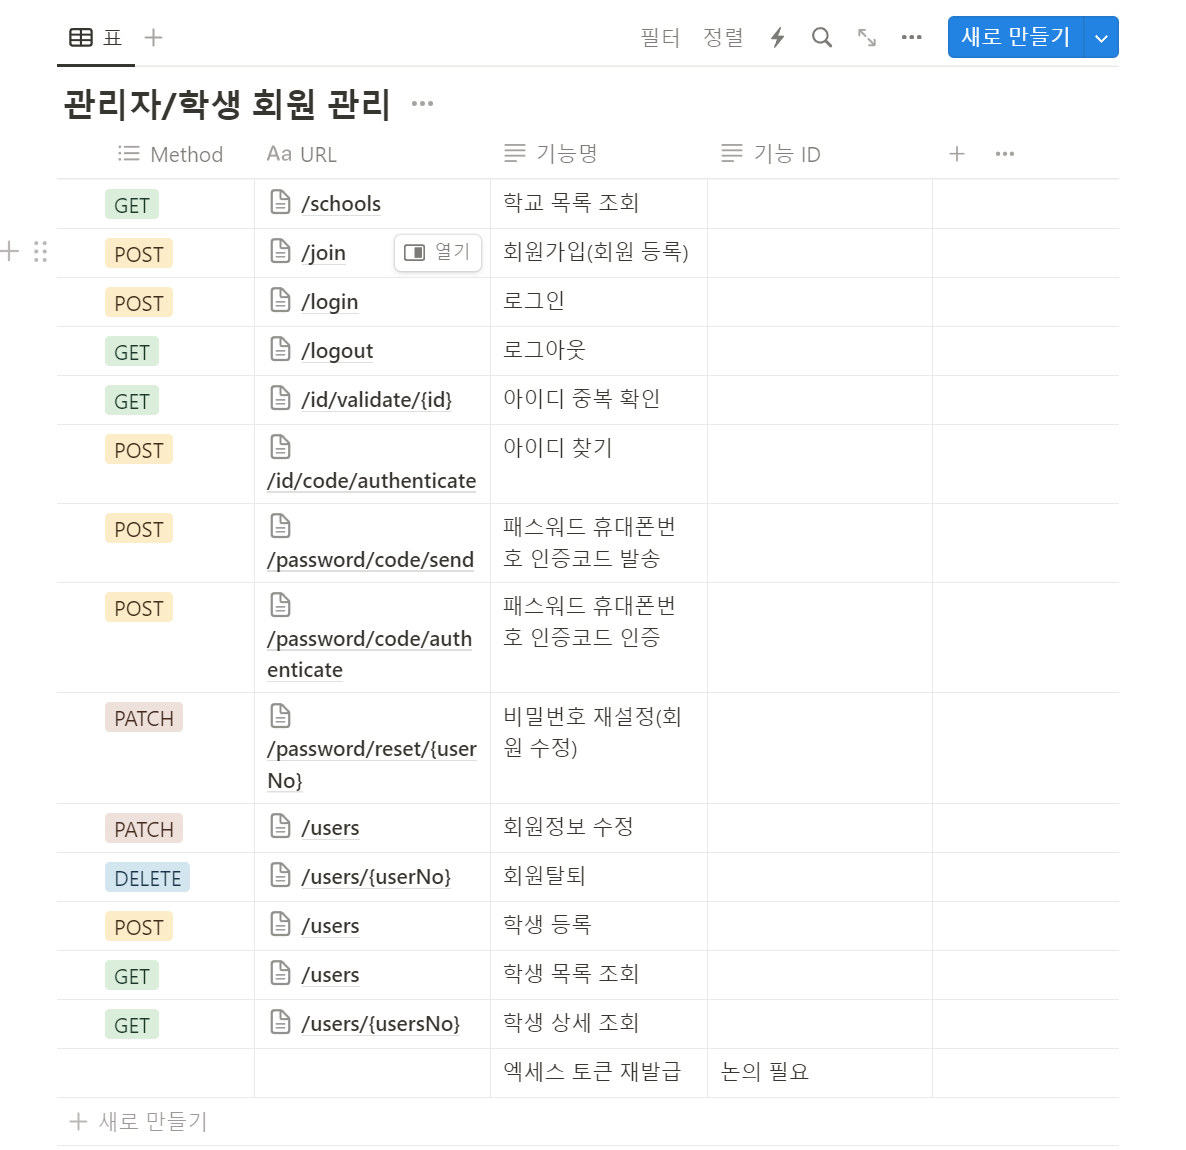 표
필터 정렬 새로 만들기
관리자/학생 회원 관리
Method Aa URL 기능명 기능 ID
GET /schools 학교 목록 조회
POST /join 열기 회원가입(회원 등록)
POST /login 로그인
GET /logout 로그아웃
GET /id/validate/{id} 아이디 중복 확인
POST /id/code/authenticate 아이디 찾기
POST /password/code/send 패스워드 휴대폰번
호 인증코드 발송
POST /password/code/auth
enticate 패스워드 휴대폰번
호 인증코드 인증
PATCH /password/reset/{user
No} 비밀번호 재설정(회
원 수정)
PATCH /users 회원정보 수정
DELETE /users/{userNo} 회원탈퇴
POST /users 학생 등록
GET /users 학생 목록 조회
GET /users/{usersNo} 학생 상세 조회
엑세스 토큰 재발급 논의 필요
새로 만들기